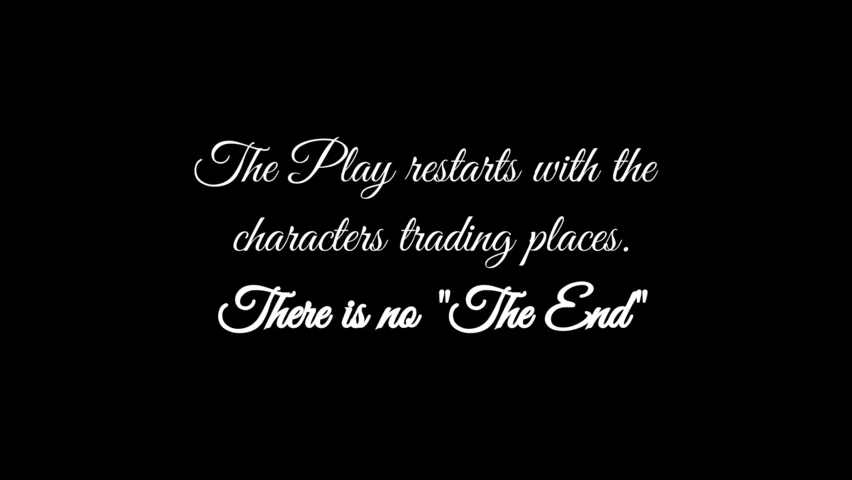 The Play restarts with the
characters trading places.
There is no "The End"